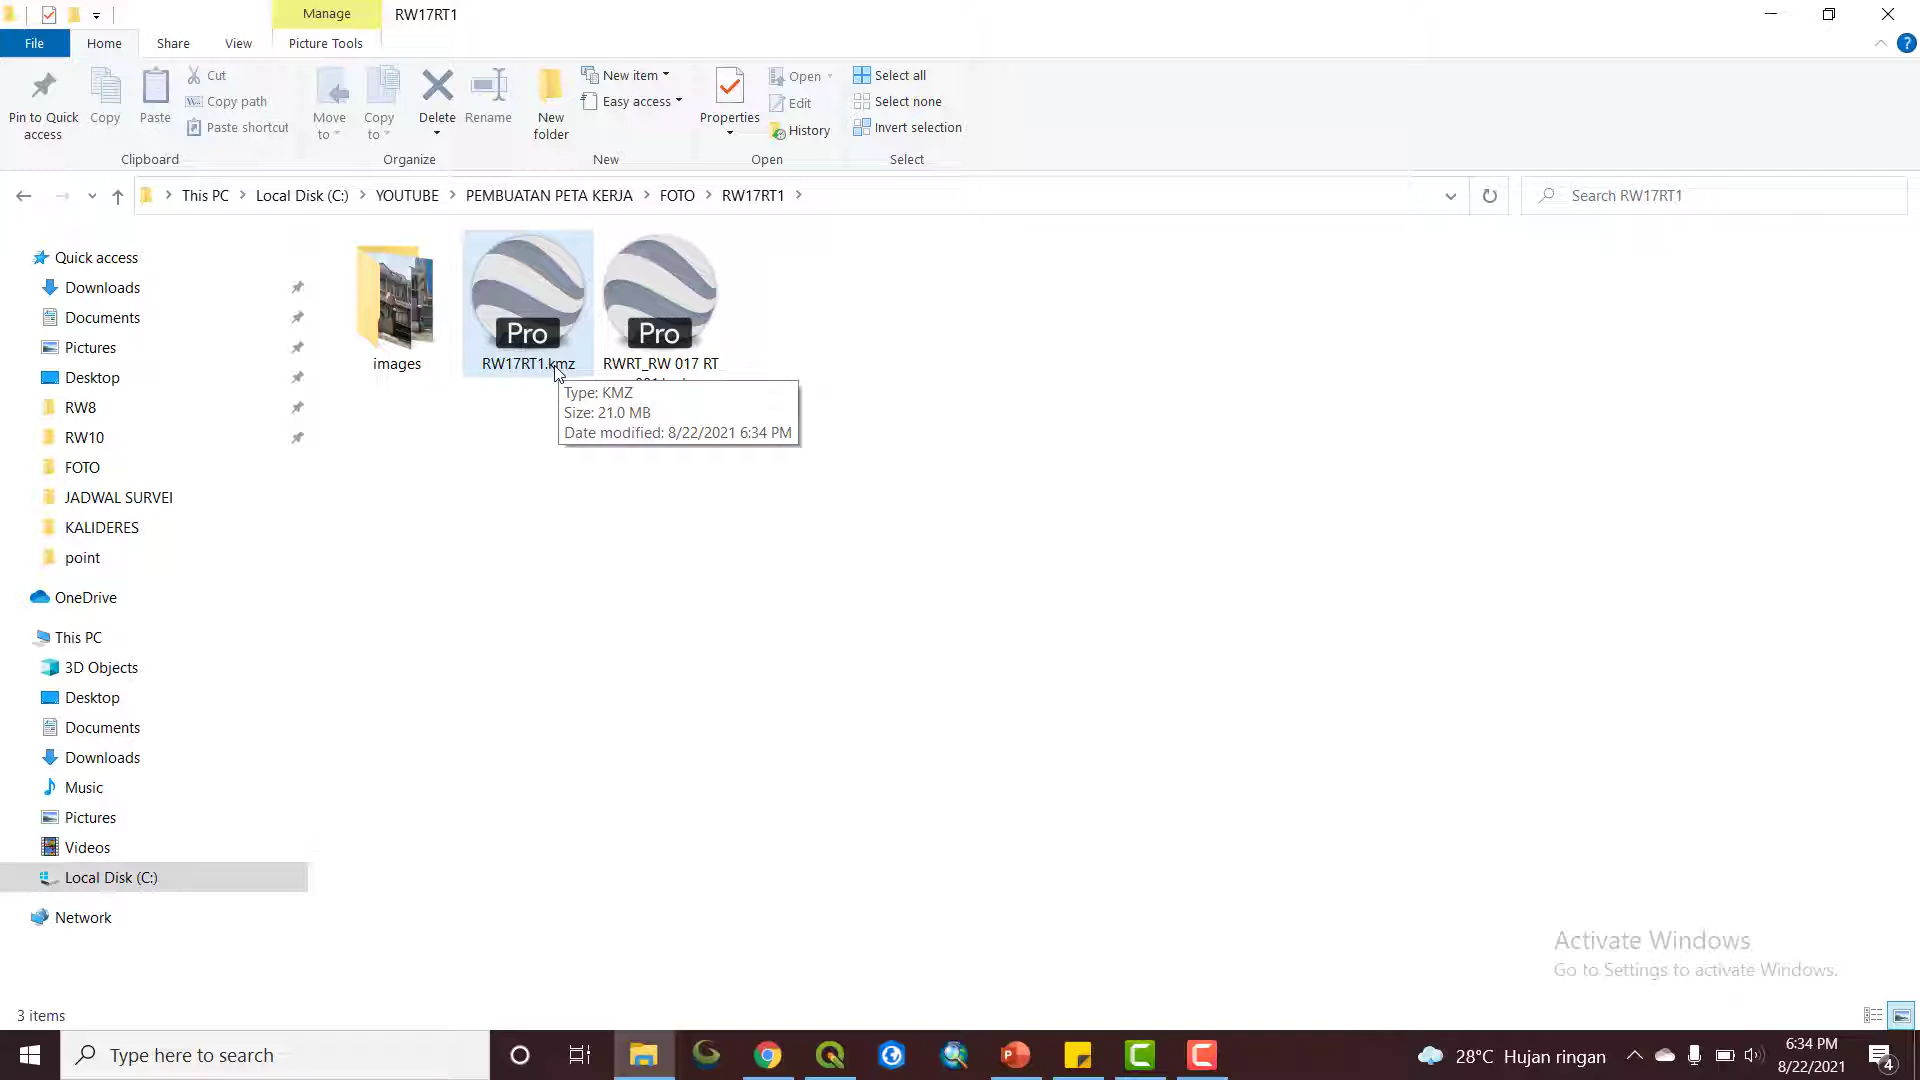 Manage
RW17RT1
File
Home
Share
View
Picture Tools
Pin to Quick access
Copy
Paste
Cut
Copy path
Paste shortcut
Clipboard
Move to
Copy to
Delete
Rename
Organize
New folder
New item
Easy access
New
Properties
Open
Edit
History
Open
Select all
Select none
Invert selection
Select
This PC
Local Disk (C:)
YOUTUBE
PEMBUATAN PETA KERJA
FOTO
RW17RT1
Search RW17RT1
Quick access
Downloads
Documents
Pictures
Desktop
RW8
RW10
FOTO
JADWAL SURVEI
KALIDERES
point
OneDrive
This PC
3D Objects
Desktop
Documents
Downloads
Music
Pictures
Videos
Local Disk (C:)
Network
images
Pro
RW17RT1.kmz
Pro
RWRT_RW 017 RT
Type: KMZ
Size: 21.0 MB
Date modified: 8/22/2021 6:34 PM
Activate Windows
Go to Settings to activate Windows.
3 items
Type here to search
28°C Hujan ringan
6:34 PM
8/22/2021
4